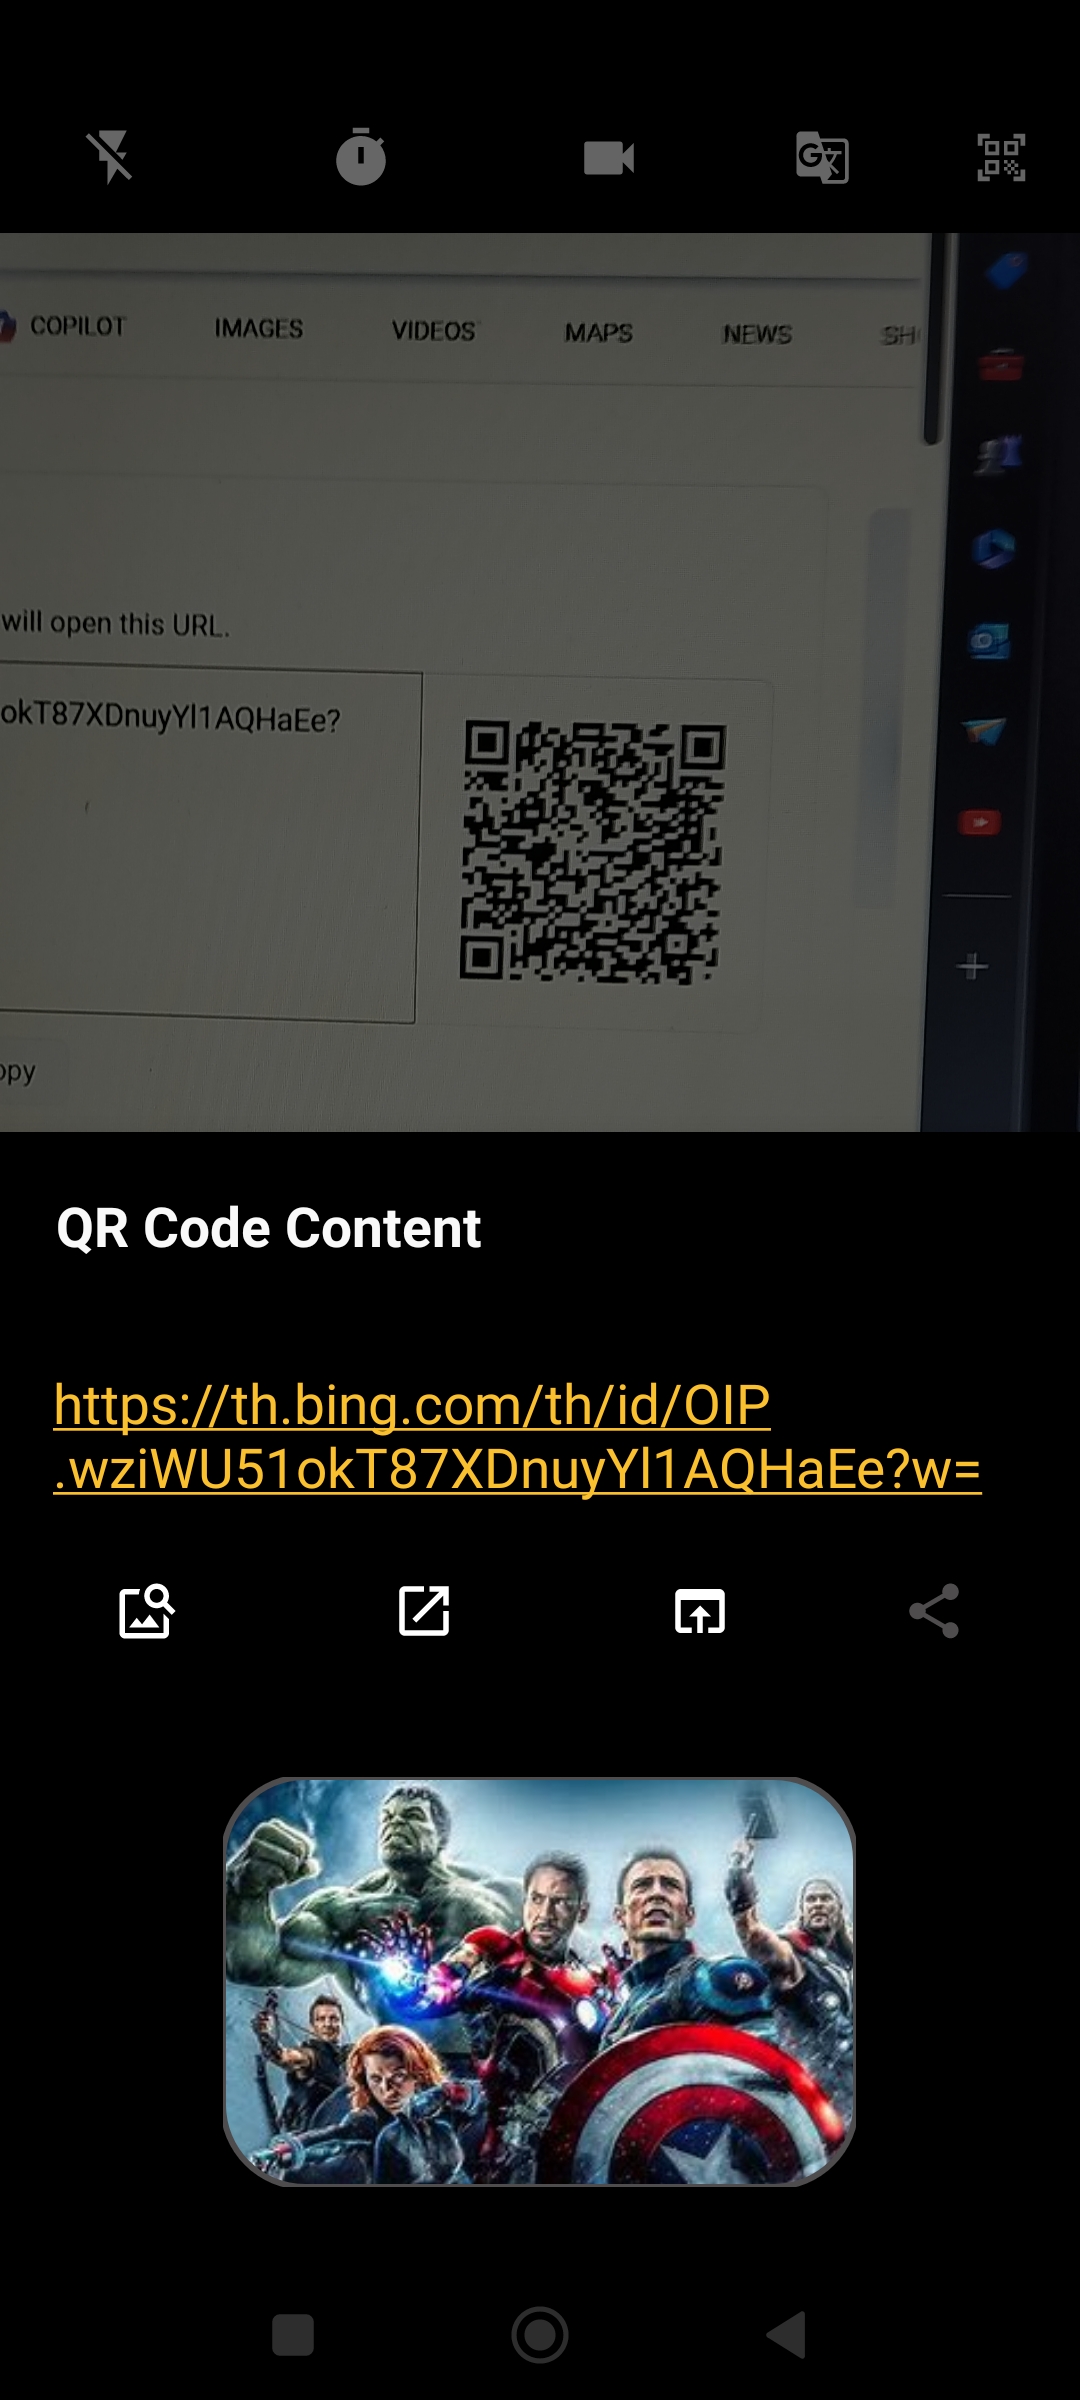 COPILOT IMAGES VIDEOS MAPS NEWS
will open this URL.
okT87XDnuyYl1AQHaEe?
opy
QR Code Content
https://th.bing.com/th/id/OIP
.wziWU51okT87XDnuyYl1AQHaEe?w=